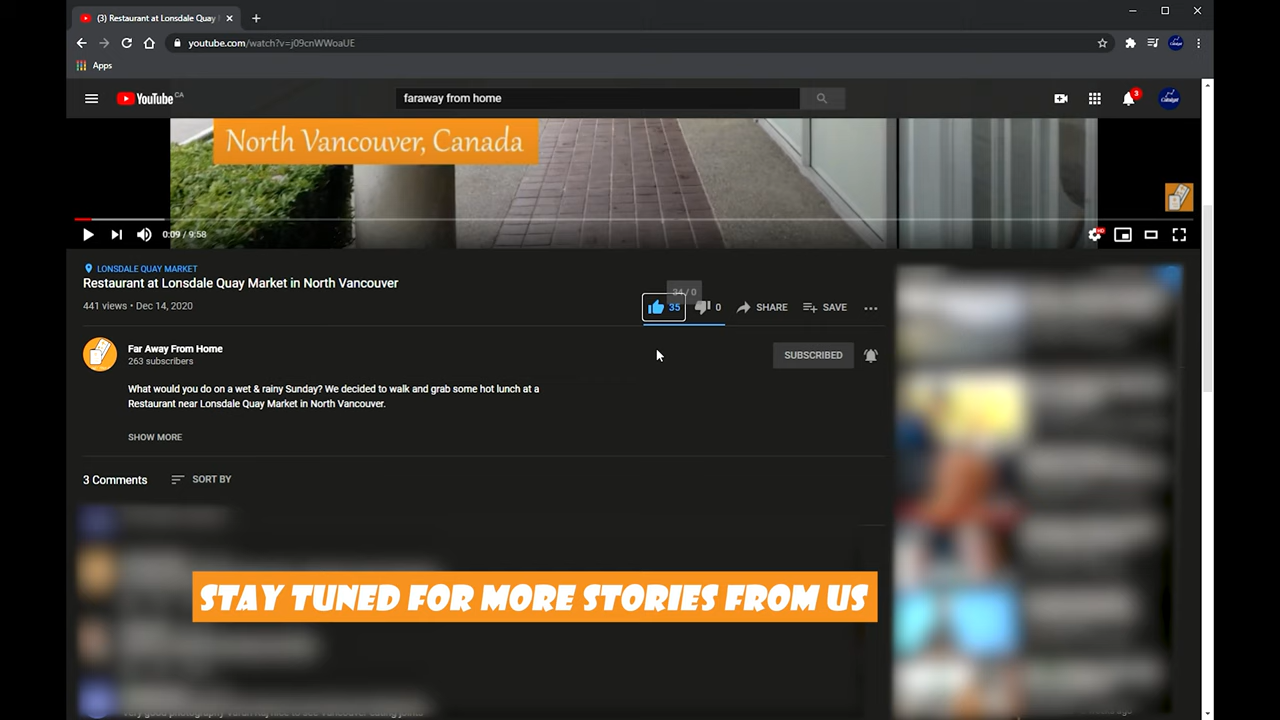 (3) Restaurant at Lonsdale Quay
youtube.com/watch?v=j09cnWWoaUE
Apps
YouTube CA
faraway from home
3
Catalyst
North Vancouver, Canada
0:09 / 9:58
HD
LONSDALE QUAY MARKET
Restaurant at Lonsdale Quay Market in North Vancouver
441 views • Dec 14, 2020
34 / 0
35
0
SHARE
SAVE
Far Away From Home
263 subscribers
SUBSCRIBED
What would you do on a wet & rainy Sunday? We decided to walk and grab some hot lunch at a
Restaurant near Lonsdale Quay Market in North Vancouver.
SHOW MORE
3 Comments
SORT BY
STAY TUNED FOR MORE STORIES FROM US